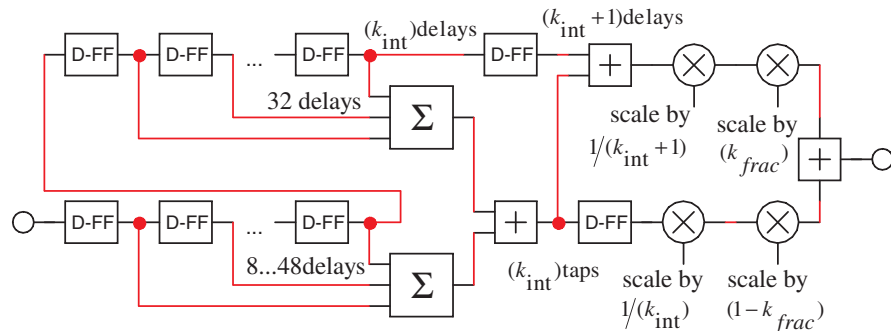 (k_int)delays
(k_int+1)delays
D-FF D-FF ... D-FF D-FF
+
32 delays
Σ
scale by
1/(k_int+1)
scale by
(k_frac)
+
D-FF D-FF ... D-FF
+
D-FF
8...48delays
Σ
(k_int)taps
scale by
1/(k_int)
scale by
(1-k_frac)